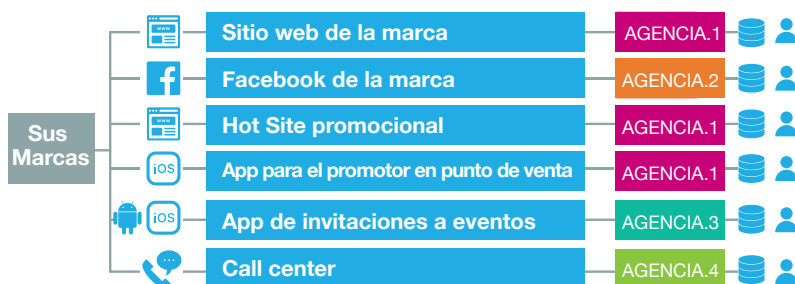 Sus
Marcas
www
Sitio web de la marca
AGENCIA.1
f
Facebook de la marca
AGENCIA.2
www
Hot Site promocional
AGENCIA.1
iOS
App para el promotor en punto de venta
AGENCIA.1
iOS
App de invitaciones a eventos
AGENCIA.3
Call center
AGENCIA.4